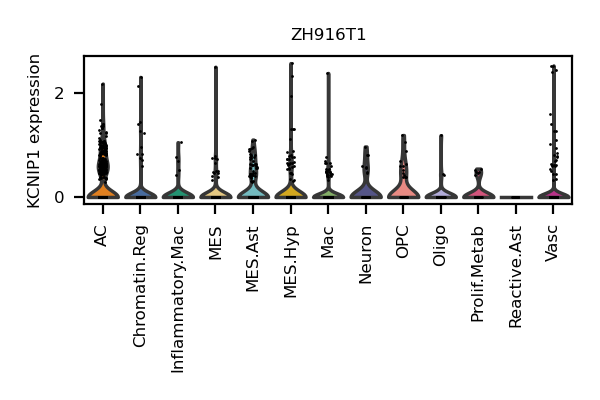 ZH916T1
KCNIP1 expression
2
0
AC
Chromatin.Reg
Inflammatory.Mac
MES
MES.Ast
MES.Hyp
Mac
Neuron
OPC
Oligo
Prolif.Metab
Reactive.Ast
Vasc